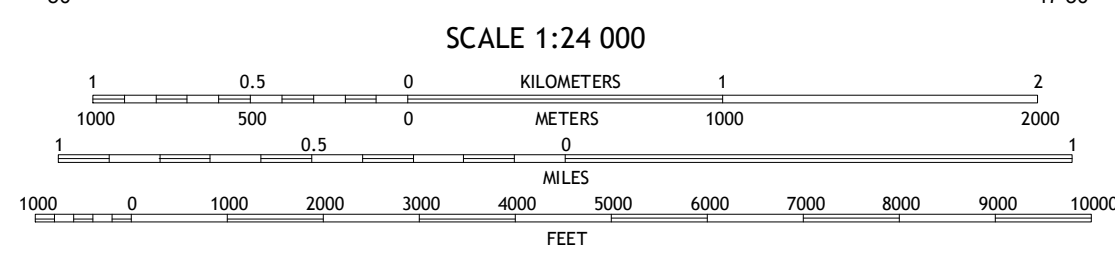 SCALE 1:24 000
1 0.5 0 KILOMETERS 1 2
1000 500 0 METERS 1000 2000
1 0.5 0 1
MILES
1000 0 1000 2000 3000 4000 5000 6000 7000 8000 9000 10000
FEET